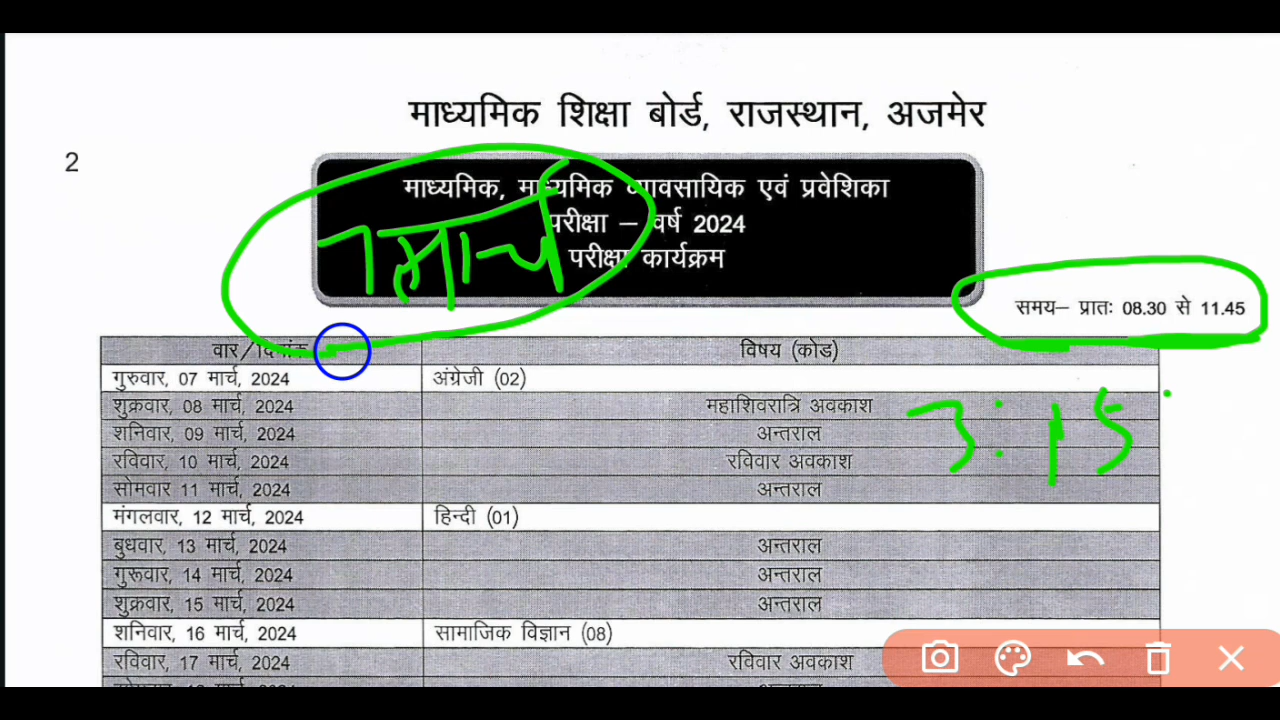 माध्यमिक शिक्षा बोर्ड, राजस्थान, अजमेर
2
माध्यमिक, माध्यमिक व्यावसायिक एवं प्रवेशिका
परीक्षा – वर्ष 2024
परीक्षा कार्यक्रम
7 मार्च
समय– प्रातः 08.30 से 11.45
वार/दिनांक विषय (कोड)
गुरुवार, 07 मार्च, 2024 अंग्रेजी (02)
शुक्रवार, 08 मार्च, 2024 महाशिवरात्रि अवकाश
3:15
शनिवार, 09 मार्च, 2024 अन्तराल
रविवार, 10 मार्च, 2024 रविवार अवकाश
सोमवार 11 मार्च, 2024 अन्तराल
मंगलवार, 12 मार्च, 2024 हिन्दी (01)
बुधवार, 13 मार्च, 2024 अन्तराल
गुरूवार, 14 मार्च, 2024 अन्तराल
शुक्रवार, 15 मार्च, 2024 अन्तराल
शनिवार, 16 मार्च, 2024 सामाजिक विज्ञान (08)
रविवार, 17 मार्च, 2024 रविवार अवकाश